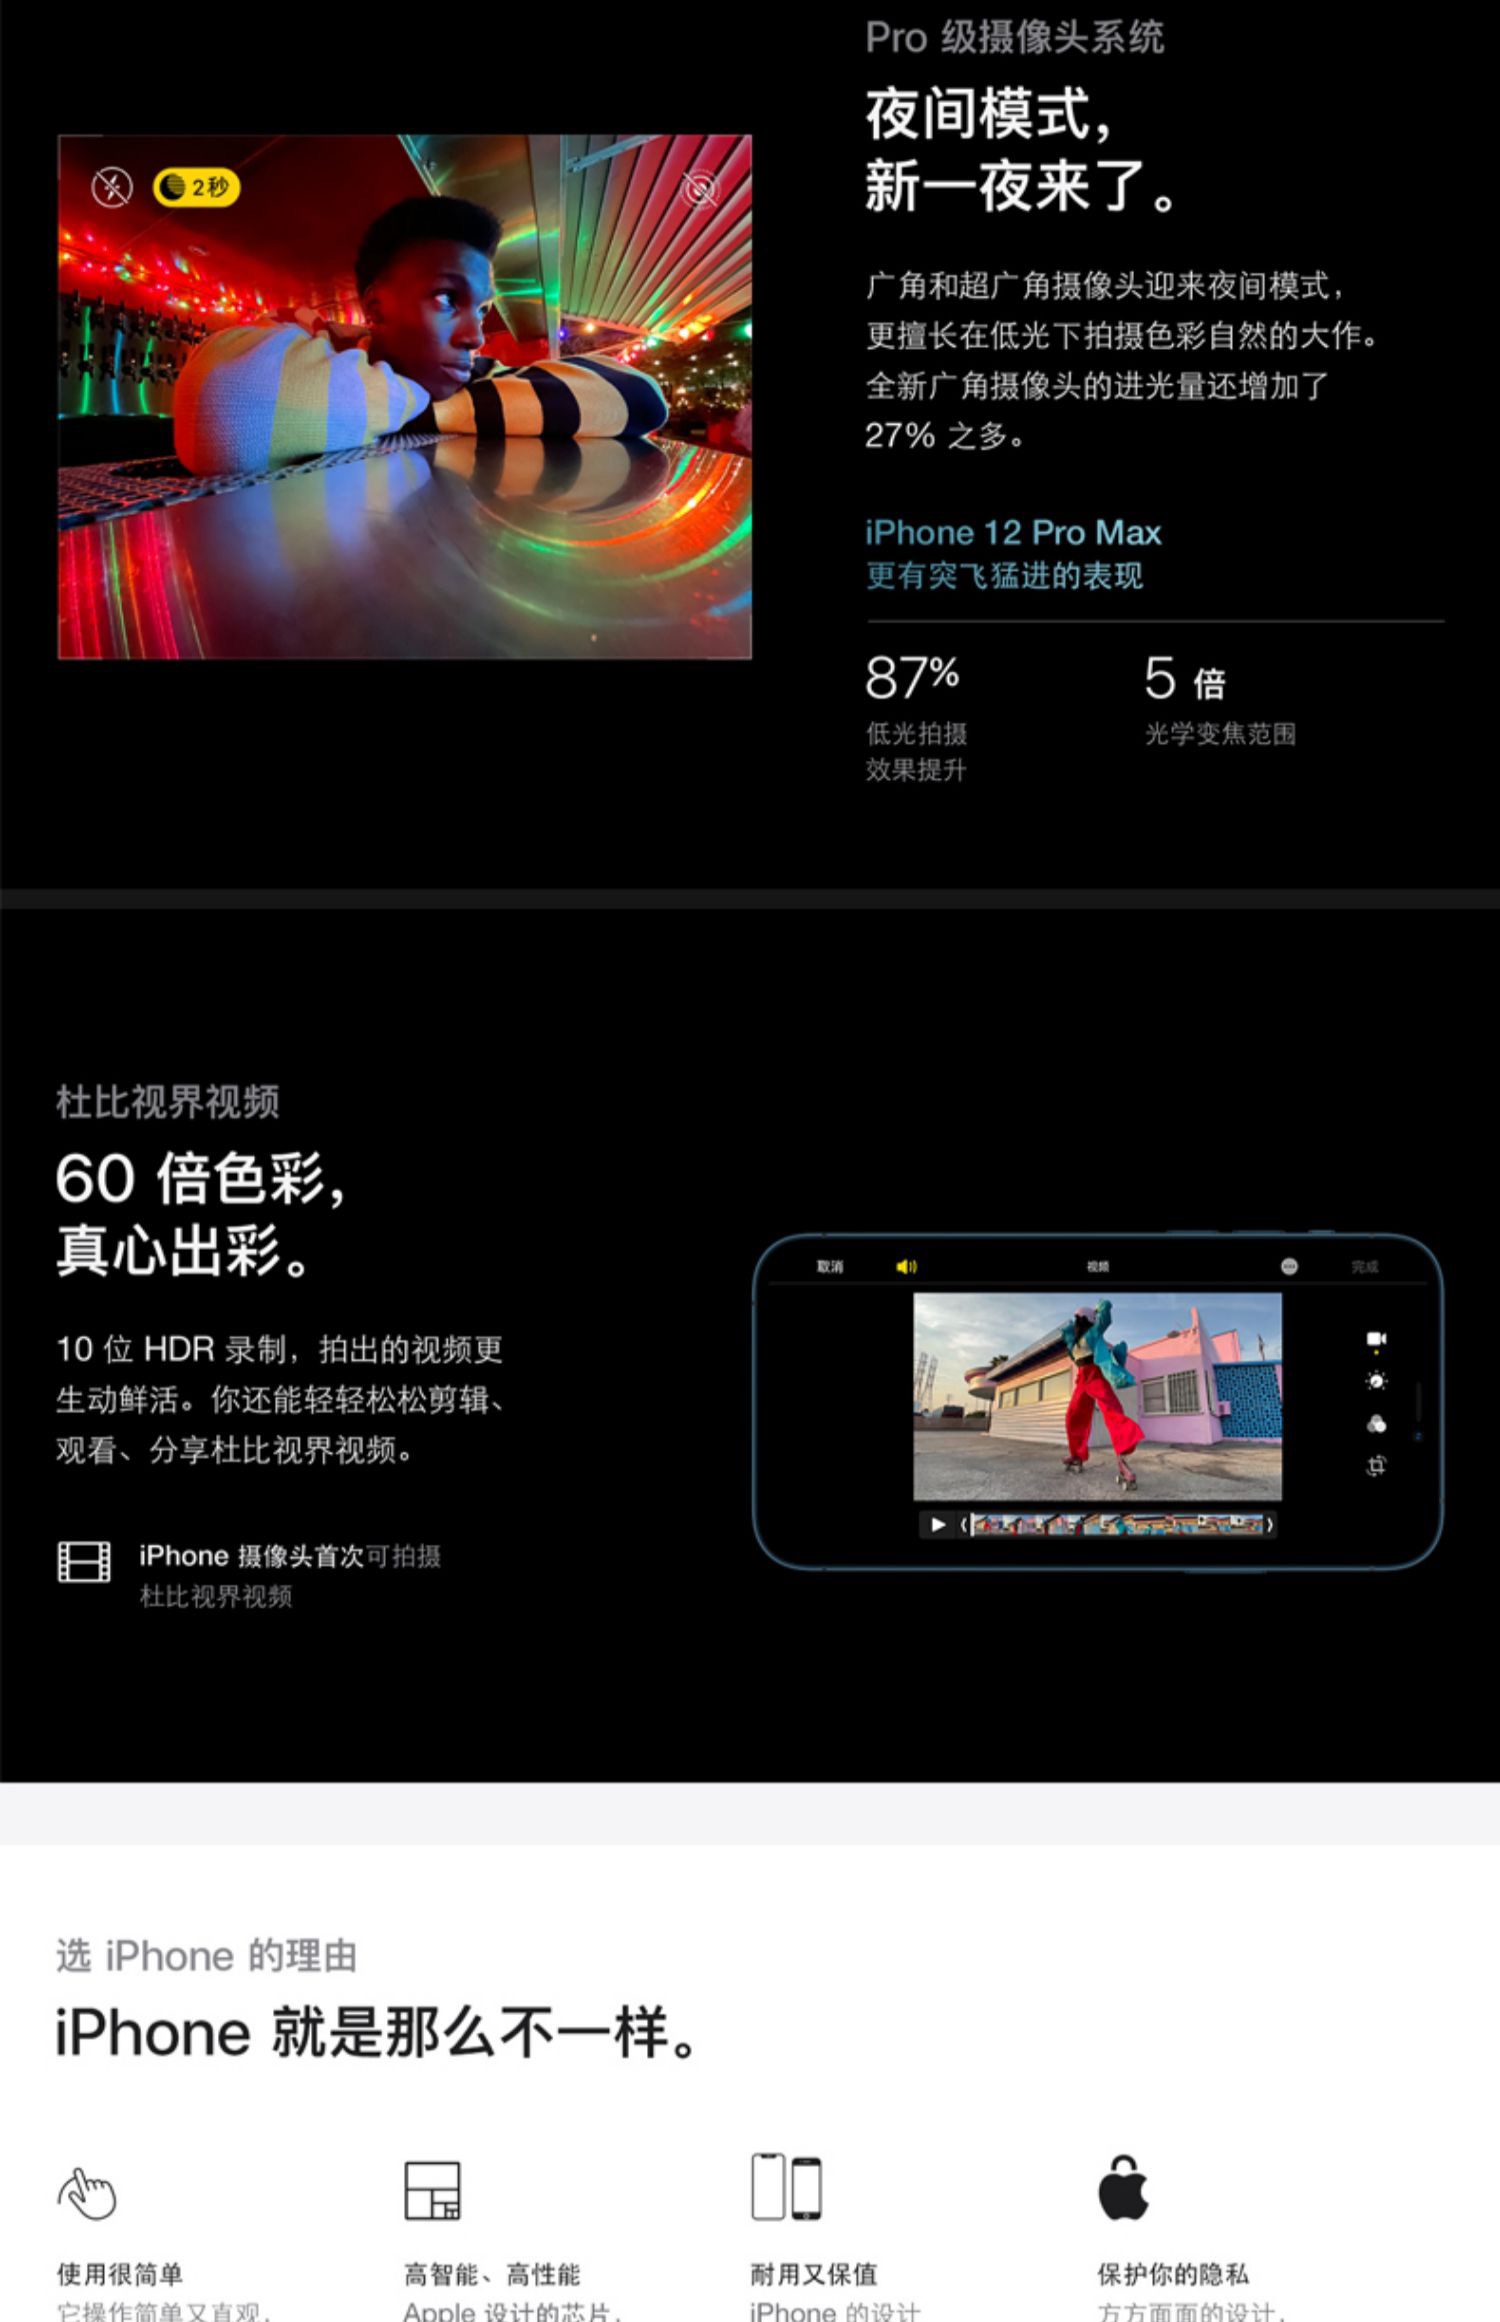 Pro 级摄像头系统
夜间模式，
新一夜来了。
2秒
广角和超广角摄像头迎来夜间模式，
更擅长在低光下拍摄色彩自然的大作。
全新广角摄像头的进光量还增加了
27% 之多。
iPhone 12 Pro Max
更有突飞猛进的表现
87%
5 倍
低光拍摄
效果提升
光学变焦范围
杜比视界视频
60 倍色彩，
真心出彩。
10 位 HDR 录制，拍出的视频更
生动鲜活。你还能轻轻松松剪辑、
观看、分享杜比视界视频。
iPhone 摄像头首次可拍摄
杜比视界视频
取消
视频
完成
选 iPhone 的理由
iPhone 就是那么不一样。
使用很简单
高智能、高性能
耐用又保值
保护你的隐私
它操作简单又直观，
Apple 设计的芯片，
iPhone 的设计
方方面面的设计，